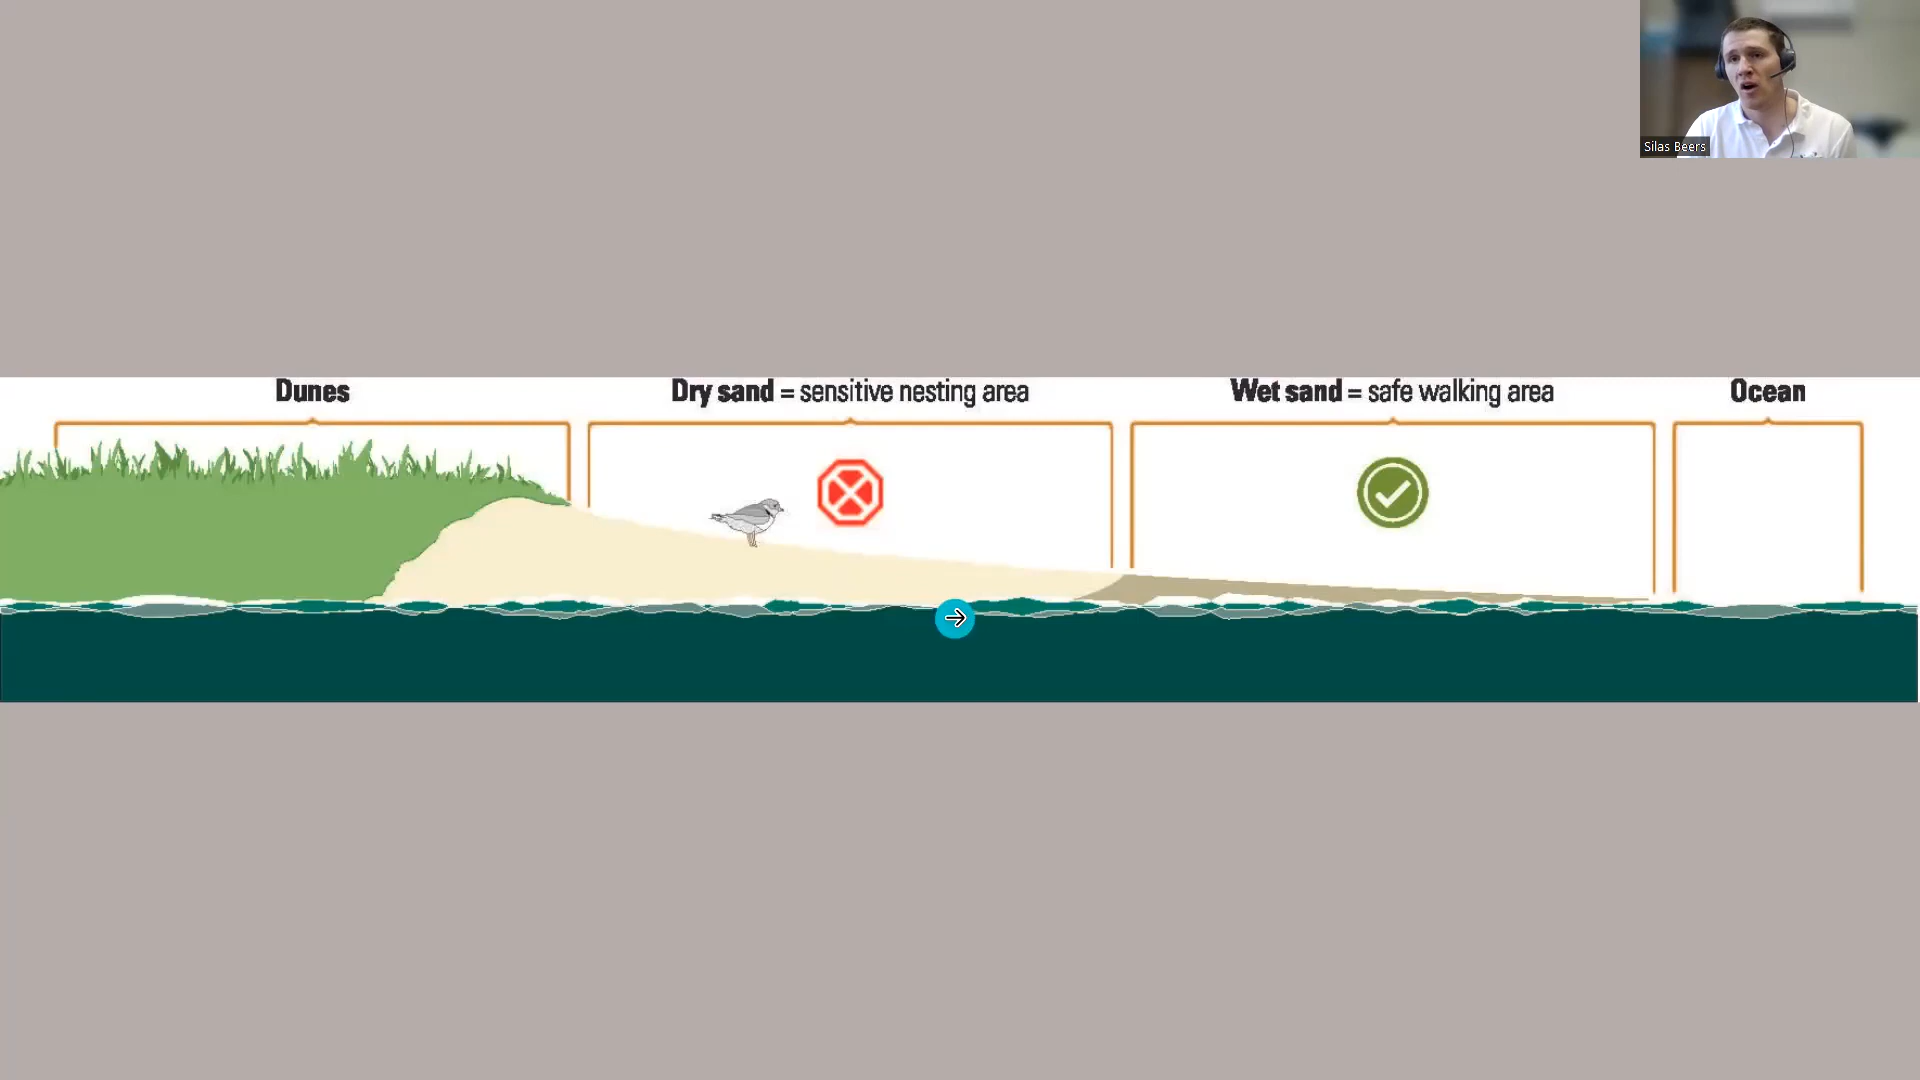 Silas Beers
Dunes
Dry sand = sensitive nesting area
Wet sand = safe walking area
Ocean